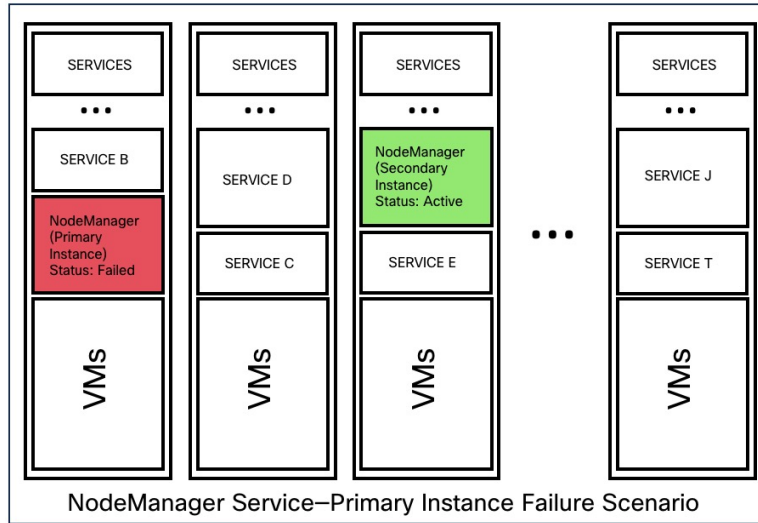 SERVICES
...
SERVICE B
NodeManager
(Primary
Instance)
Status: Failed
VMs
SERVICES
...
SERVICE D
SERVICE C
VMs
SERVICES
...
NodeManager
(Secondary
Instance)
Status: Active
SERVICE E
VMs
...
SERVICES
...
SERVICE J
SERVICE T
VMs
NodeManager Service–Primary Instance Failure Scenario